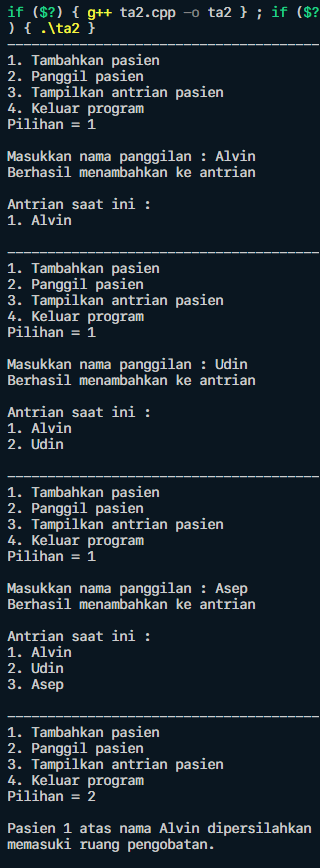 if ($?) { g++ ta2.cpp -o ta2 } ; if ($?
) { .\ta2 }
_______________________________________
1. Tambahkan pasien
2. Panggil pasien
3. Tampilkan antrian pasien
4. Keluar program
Pilihan = 1
Masukkan nama panggilan : Alvin
Berhasil menambahkan ke antrian
Antrian saat ini :
1. Alvin
_______________________________________
1. Tambahkan pasien
2. Panggil pasien
3. Tampilkan antrian pasien
4. Keluar program
Pilihan = 1
Masukkan nama panggilan : Udin
Berhasil menambahkan ke antrian
Antrian saat ini :
1. Alvin
2. Udin
_______________________________________
1. Tambahkan pasien
2. Panggil pasien
3. Tampilkan antrian pasien
4. Keluar program
Pilihan = 1
Masukkan nama panggilan : Asep
Berhasil menambahkan ke antrian
Antrian saat ini :
1. Alvin
2. Udin
3. Asep
_______________________________________
1. Tambahkan pasien
2. Panggil pasien
3. Tampilkan antrian pasien
4. Keluar program
Pilihan = 2
Pasien 1 atas nama Alvin dipersilahkan
memasuki ruang pengobatan.